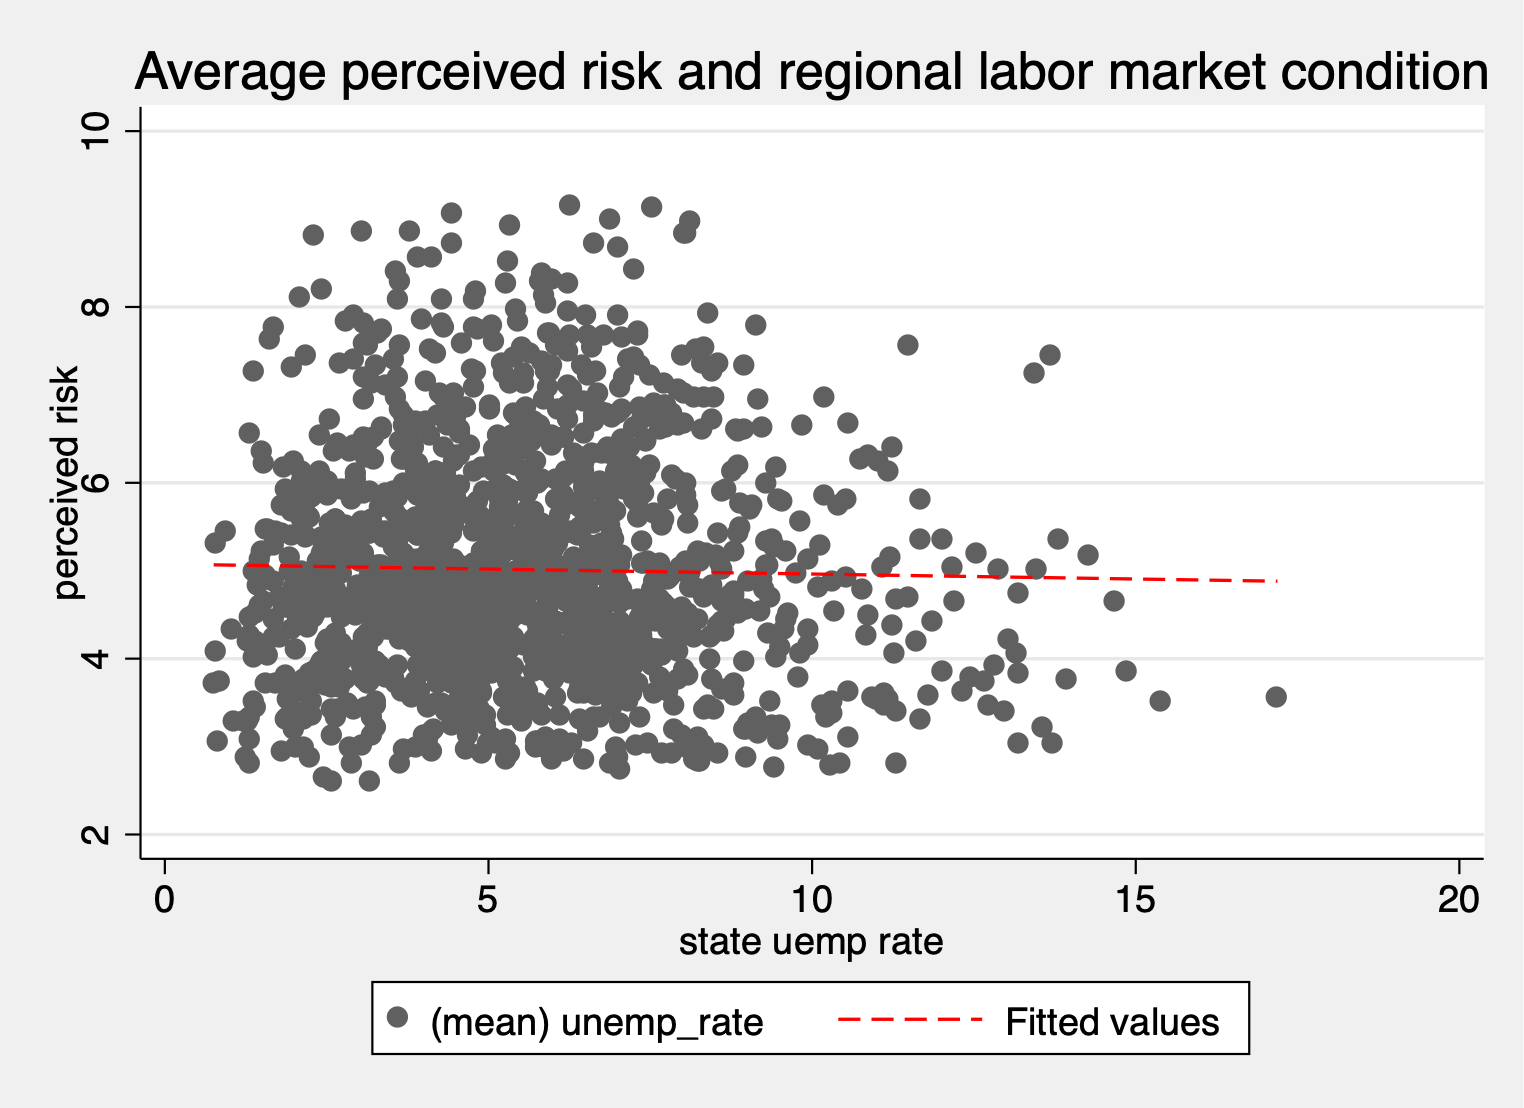 Average perceived risk and regional labor market condition
perceived risk
10
8
6
4
2
0 5 10 15 20
state uemp rate
(mean) unemp_rate Fitted values